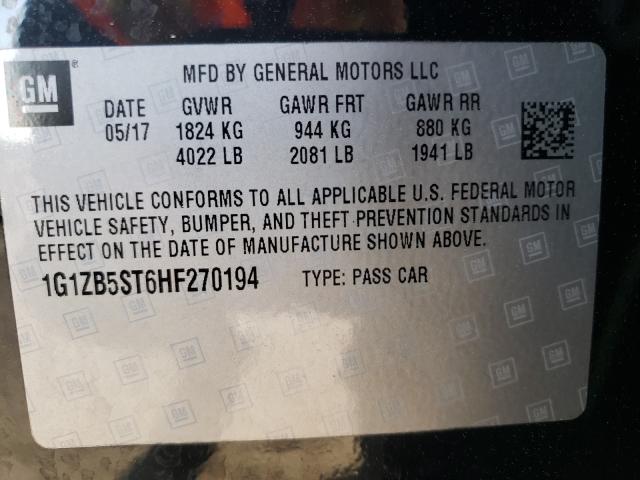 GM ® MFD BY GENERAL MOTORS LLC
DATE GVWR GAWR FRT GAWR RR
05/17 1824 KG 944 KG 880 KG
4022 LB 2081 LB 1941 LB
THIS VEHICLE CONFORMS TO ALL APPLICABLE U.S. FEDERAL MOTOR
VEHICLE SAFETY, BUMPER, AND THEFT PREVENTION STANDARDS IN
EFFECT ON THE DATE OF MANUFACTURE SHOWN ABOVE.
1G1ZB5ST6HF270194 TYPE: PASS CAR